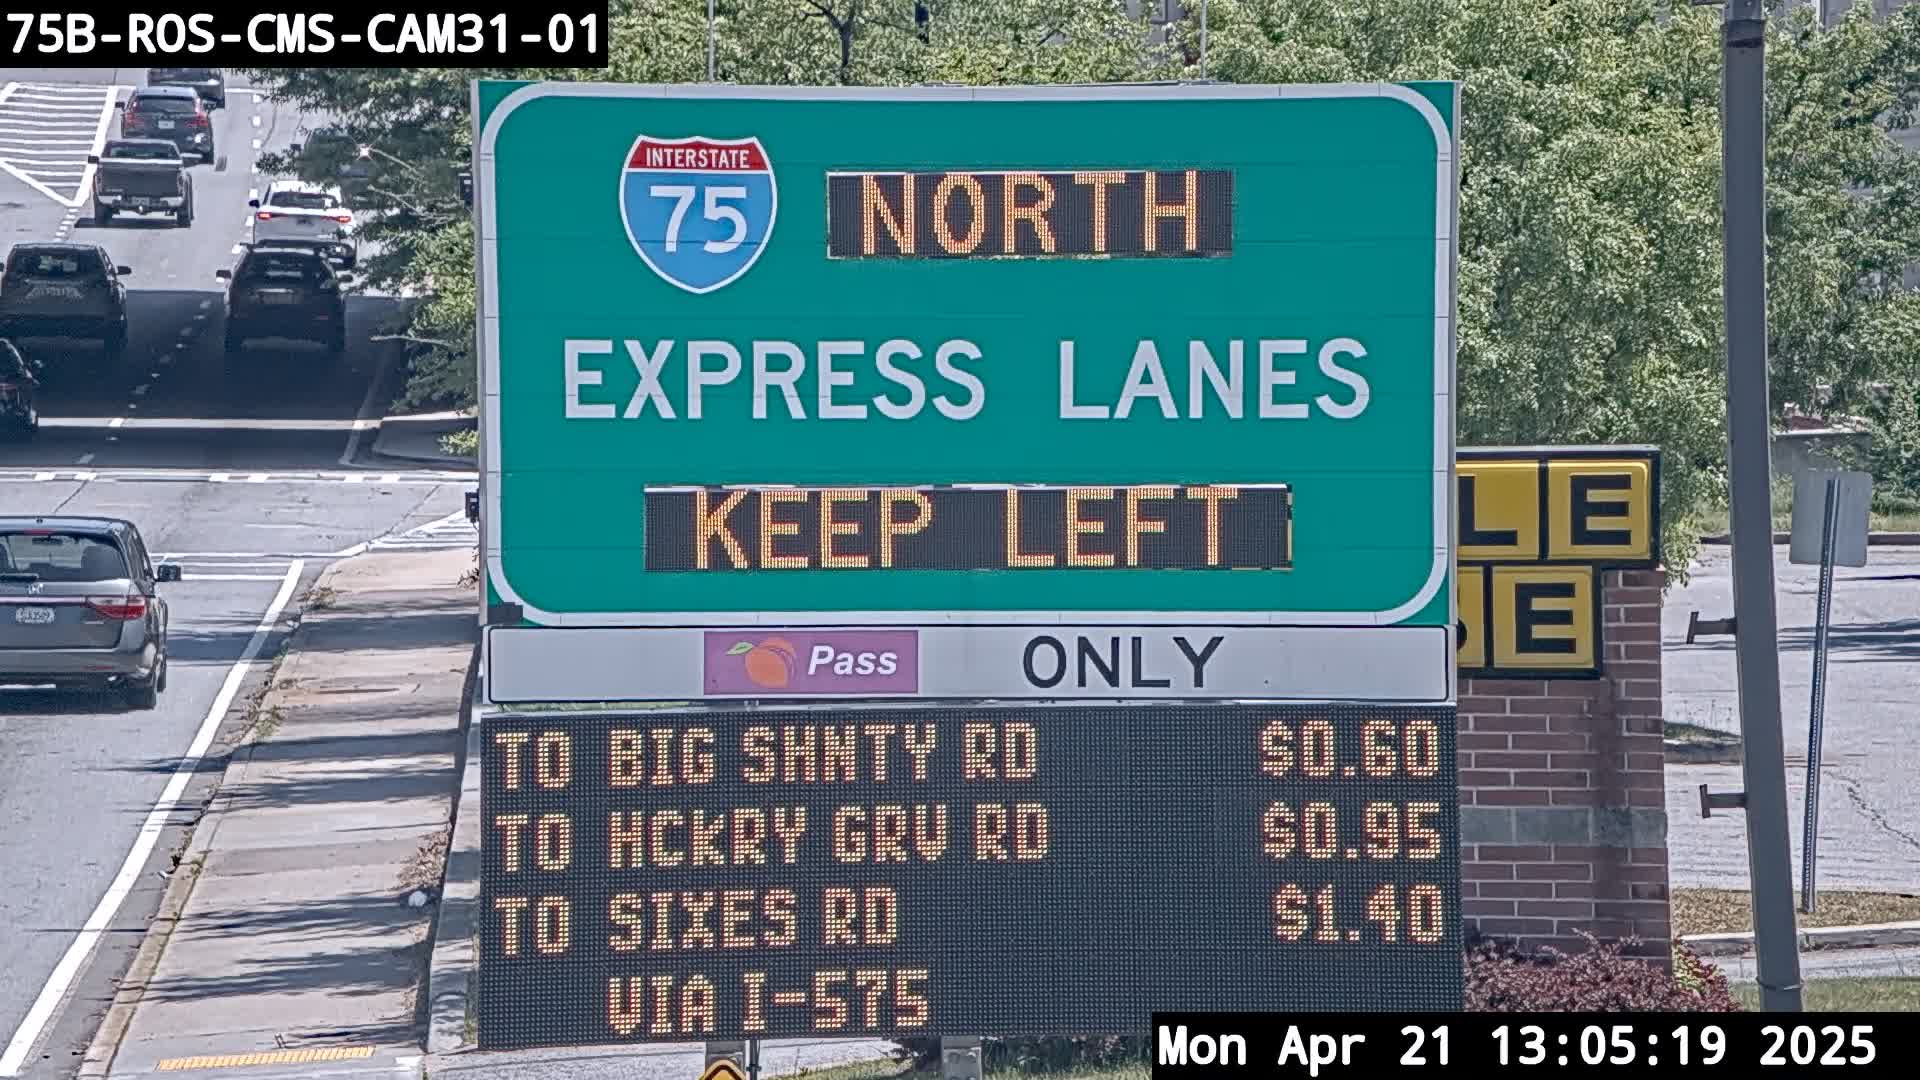 75B-ROS-CMS-CAM31-01
INTERSTATE
75
NORTH
EXPRESS LANES
KEEP LEFT
Pass ONLY
TO BIG SHNTY RD $0.60
TO HCKRY GRV RD $0.95
TO SIXES RD $1.40
VIA I-575
LE
E
Mon Apr 21 13:05:19 2025